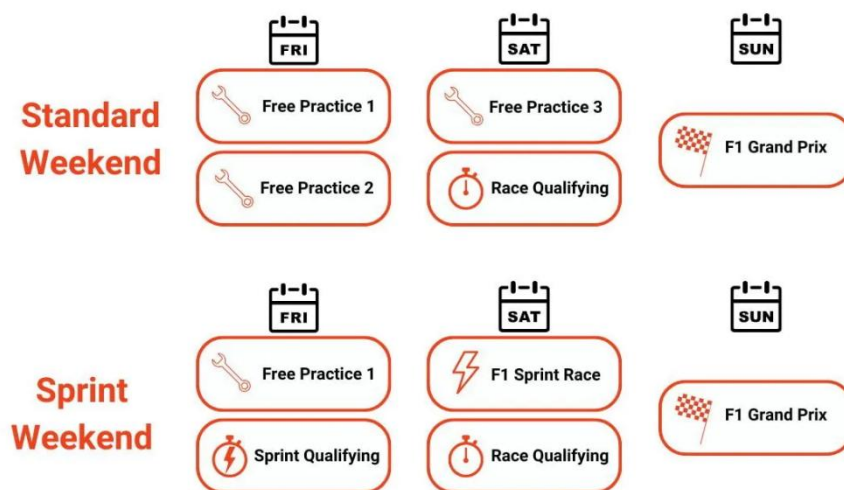 FRI
SAT
SUN
Standard
Weekend
Free Practice 1
Free Practice 3
F1 Grand Prix
Free Practice 2
Race Qualifying
FRI
SAT
SUN
Sprint
Weekend
Free Practice 1
F1 Sprint Race
F1 Grand Prix
Sprint Qualifying
Race Qualifying